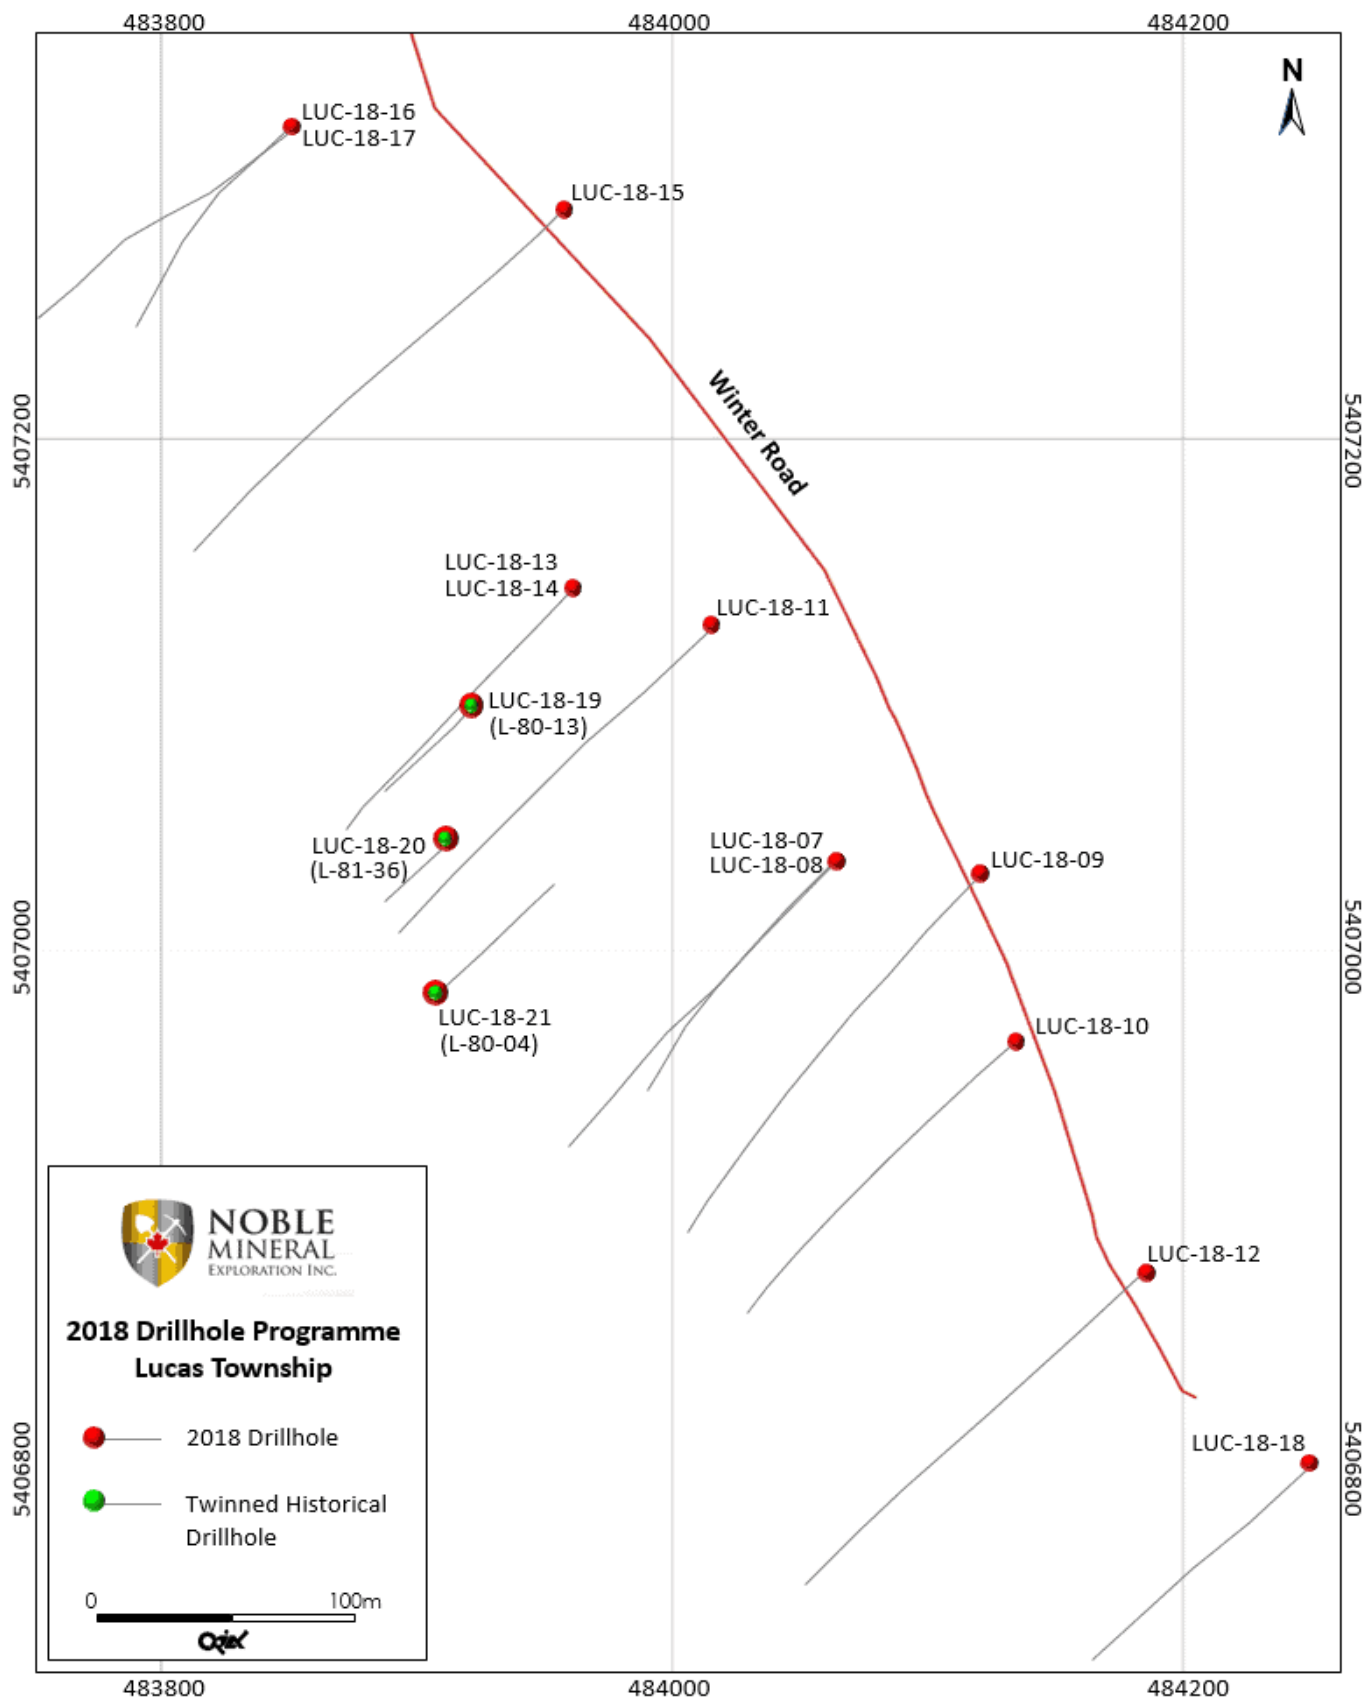 483800
484000
484200
N
LUC-18-16
LUC-18-17
LUC-18-15
Winter Road
5407200
5407200
LUC-18-13
LUC-18-14
LUC-18-11
LUC-18-19
(L-80-13)
LUC-18-20
(L-81-36)
LUC-18-07
LUC-18-08
LUC-18-09
5407000
5407000
LUC-18-21
(L-80-04)
LUC-18-10
LUC-18-12
LUC-18-18
5406800
5406800
NOBLE
MINERAL
EXPLORATION INC.
2018 Drillhole Programme
Lucas Township
2018 Drillhole
Twinned Historical
Drillhole
0
100m
483800
484000
484200